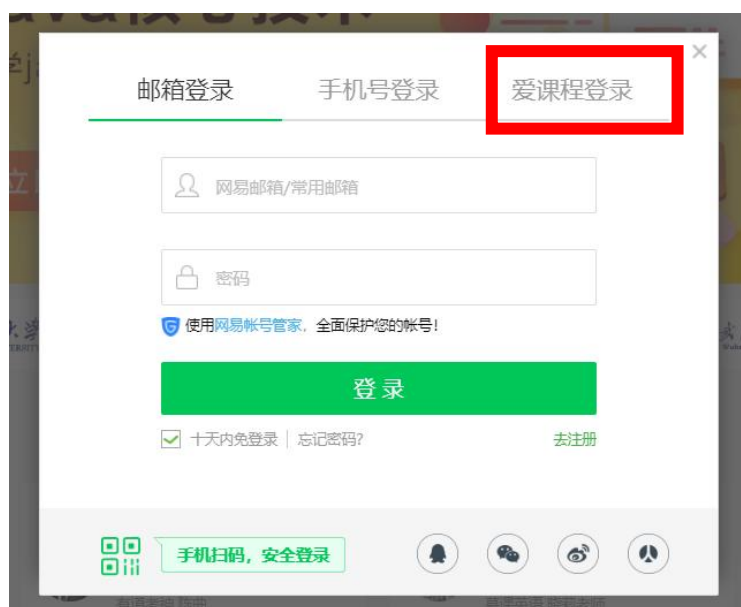 邮箱登录
手机号登录
爱课程登录
网易邮箱/常用邮箱
密码
使用网易帐号管家，全面保护您的帐号!
登 录
十天内免登录
忘记密码?
去注册
手机扫码，安全登录